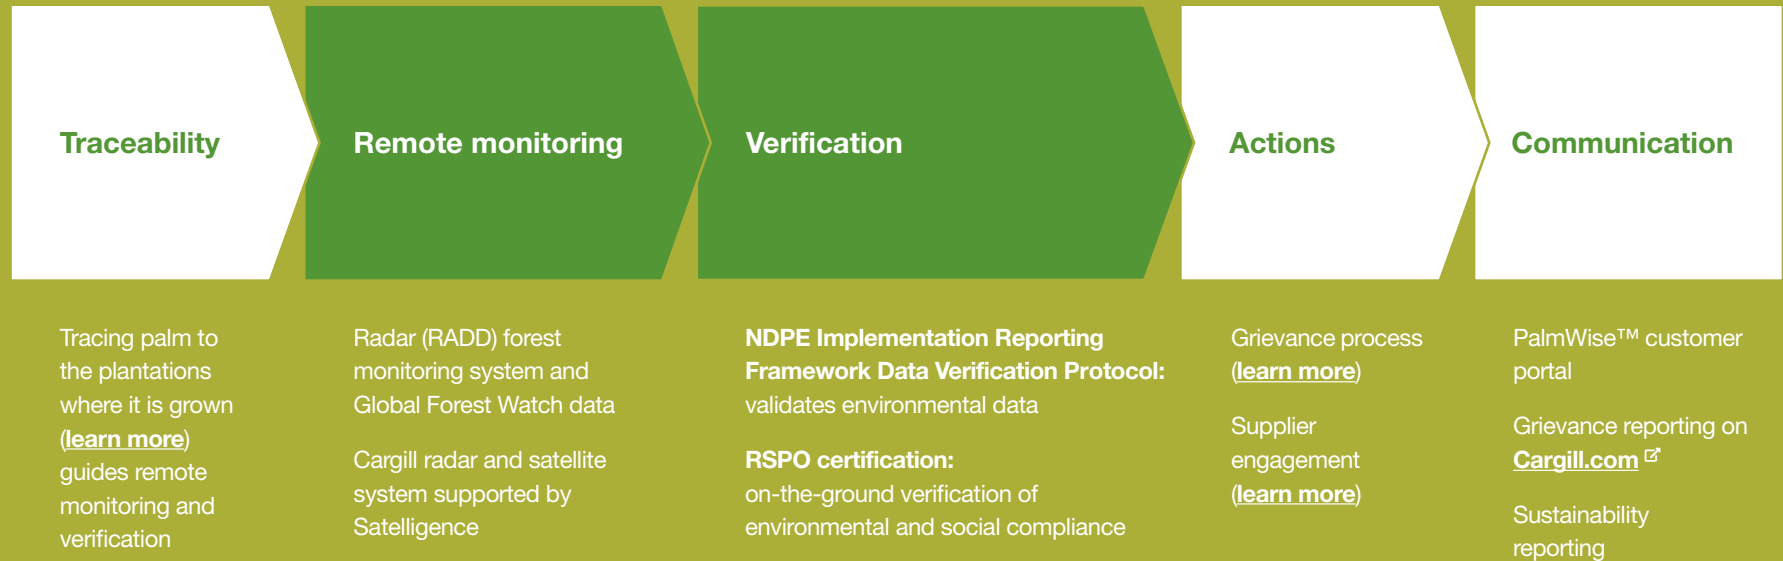 Traceability
Remote monitoring
Verification
Actions
Communication
Tracing palm to
the plantations
where it is grown
(learn more)
guides remote
monitoring and
verification
Radar (RADD) forest
monitoring system and
Global Forest Watch data
Cargill radar and satellite
system supported by
Satelligence
NDPE Implementation Reporting
Framework Data Verification Protocol:
validates environmental data
RSPO certification:
on-the-ground verification of
environmental and social compliance
Grievance process
(learn more)
Supplier
engagement
(learn more)
PalmWise™ customer
portal
Grievance reporting on
Cargill.com
Sustainability
reporting